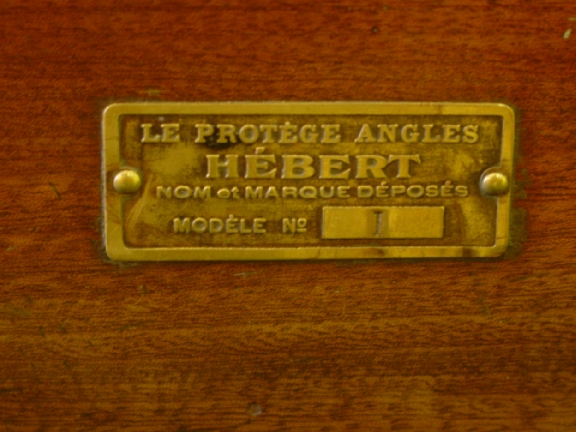 LE PROTÈGE ANGLES
HÉBERT
NOM et MARQUE DÉPOSÉS
MODÈLE Nº I